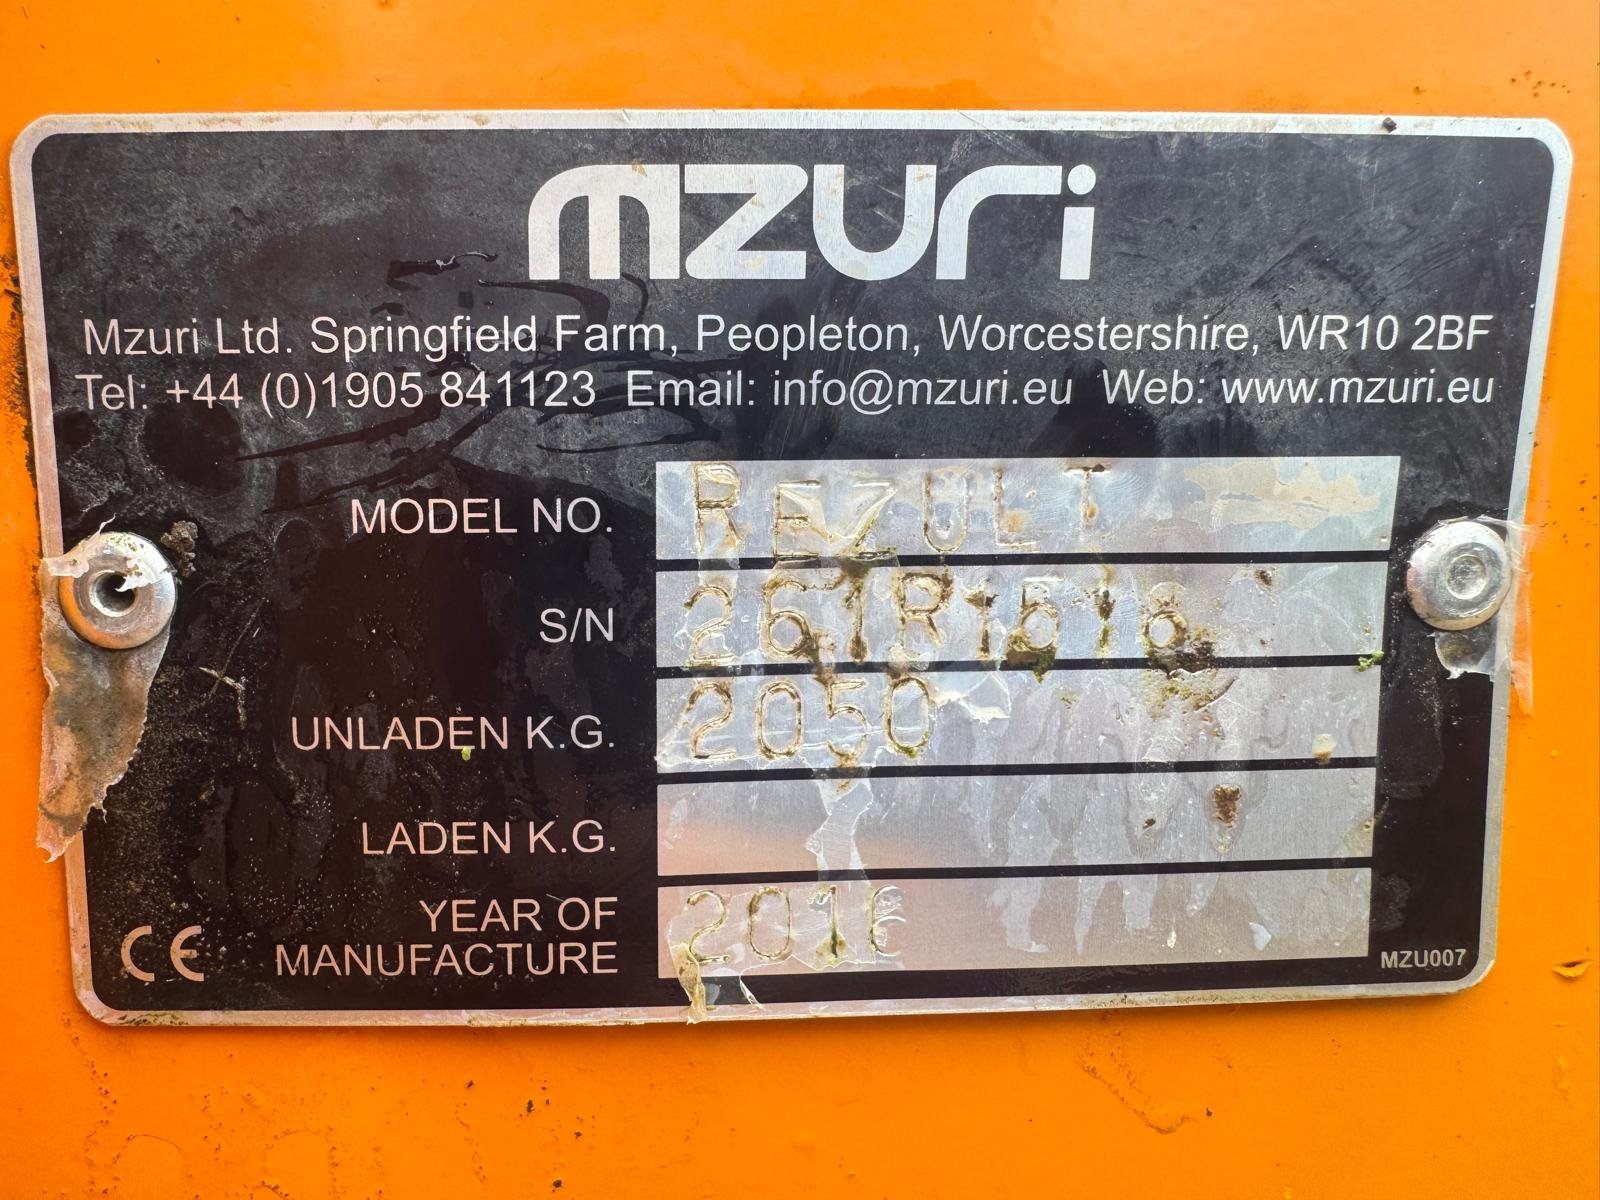 mzuri
Mzuri Ltd. Springfield Farm, Peopleton, Worcestershire, WR10 2BF
Tel: +44 (0)1905 841123 Email: info@mzuri.eu Web: www.mzuri.eu
MODEL NO. REZULT
S/N
UNLADEN K.G. 2050
LADEN K.G.
YEAR OF
MANUFACTURE 2016
CE
MZU007